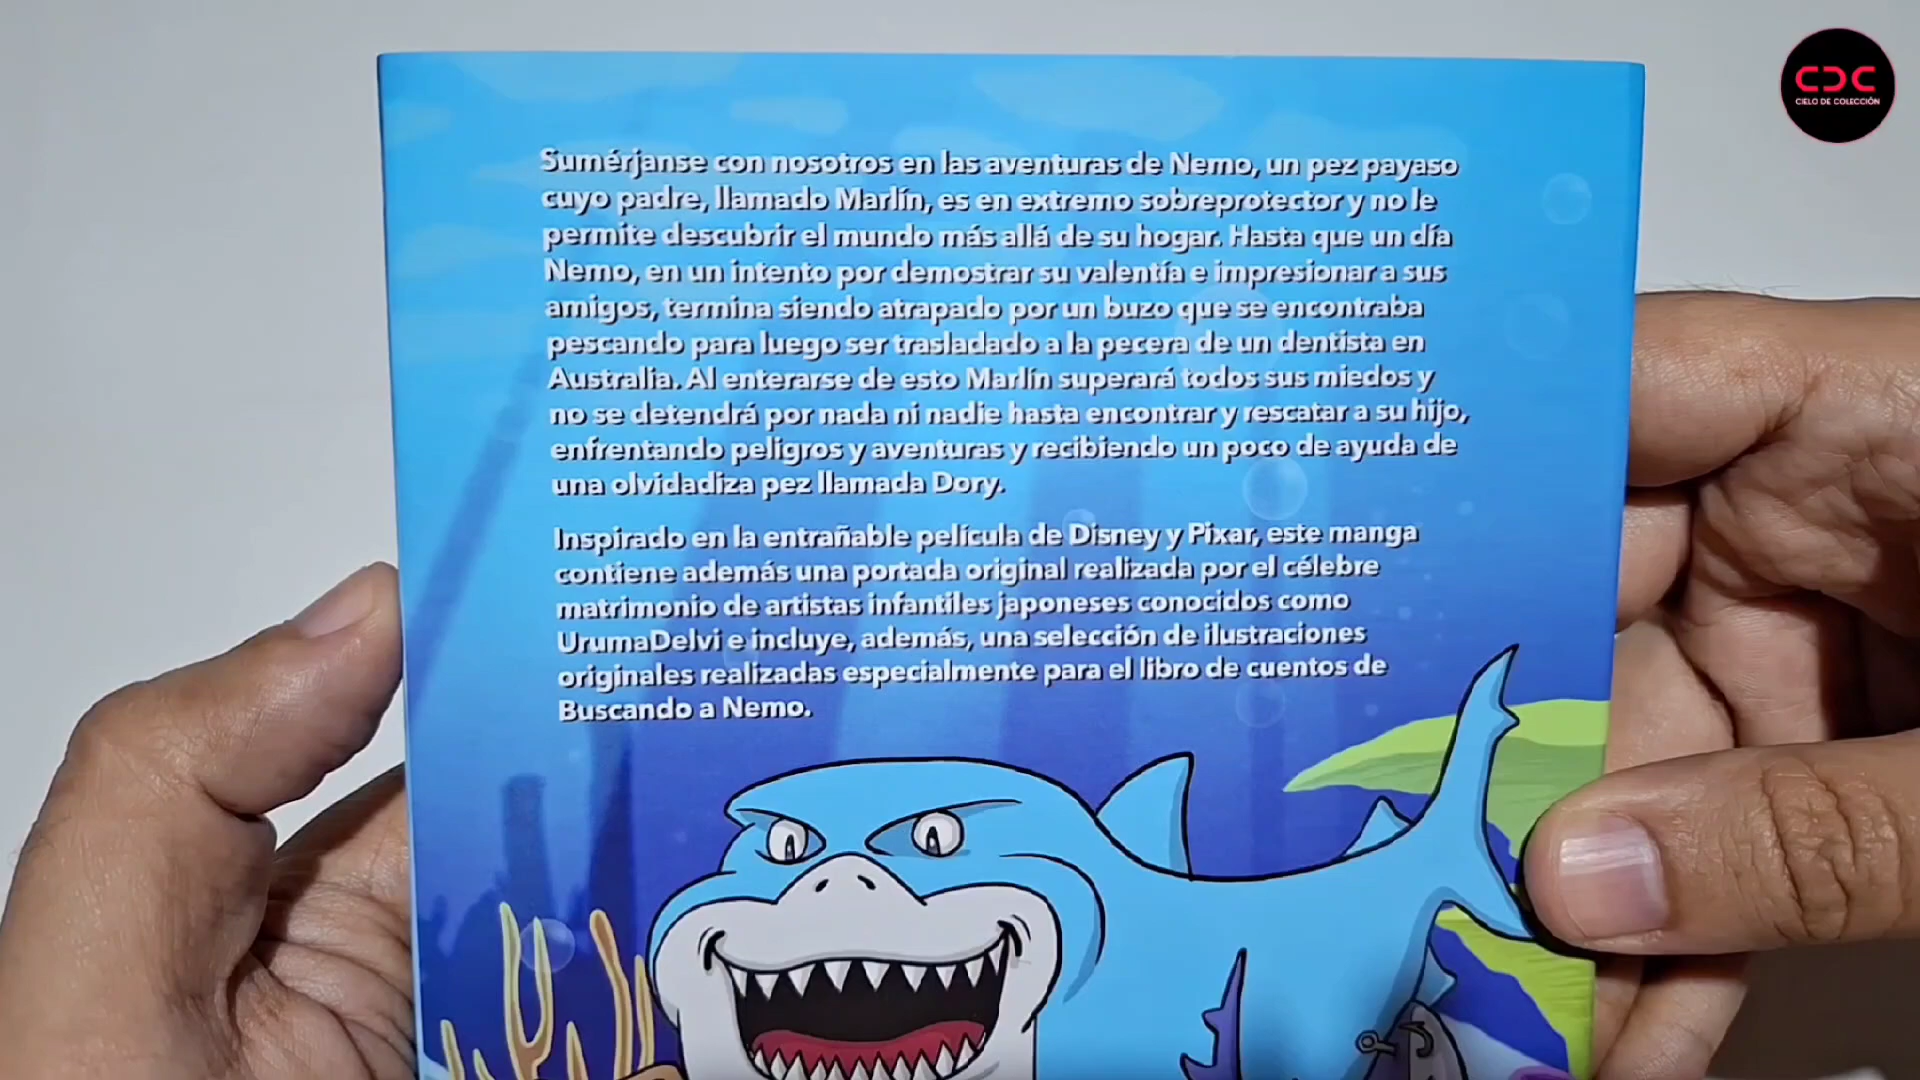 CDC
CIELO DE COLECCIÓN
Sumérjanse con nosotros en las aventuras de Nemo, un pez payaso
cuyo padre, llamado Marlín, es en extremo sobreprotector y no le
permite descubrir el mundo más allá de su hogar. Hasta que un día
Nemo, en un intento por demostrar su valentía e impresionar a sus
amigos, termina siendo atrapado por un buzo que se encontraba
pescando para luego ser trasladado a la pecera de un dentista en
Australia. Al enterarse de esto Marlín superará todos sus miedos y
no se detendrá por nada ni nadie hasta encontrar y rescatar a su hijo,
enfrentando peligros y aventuras y recibiendo un poco de ayuda de
una olvidadiza pez llamada Dory.
Inspirado en la entrañable película de Disney y Pixar, este manga
contiene además una portada original realizada por el célebre
matrimonio de artistas infantiles japoneses conocidos como
UrumaDelvi e incluye, además, una selección de ilustraciones
originales realizadas especialmente para el libro de cuentos de
Buscando a Nemo.